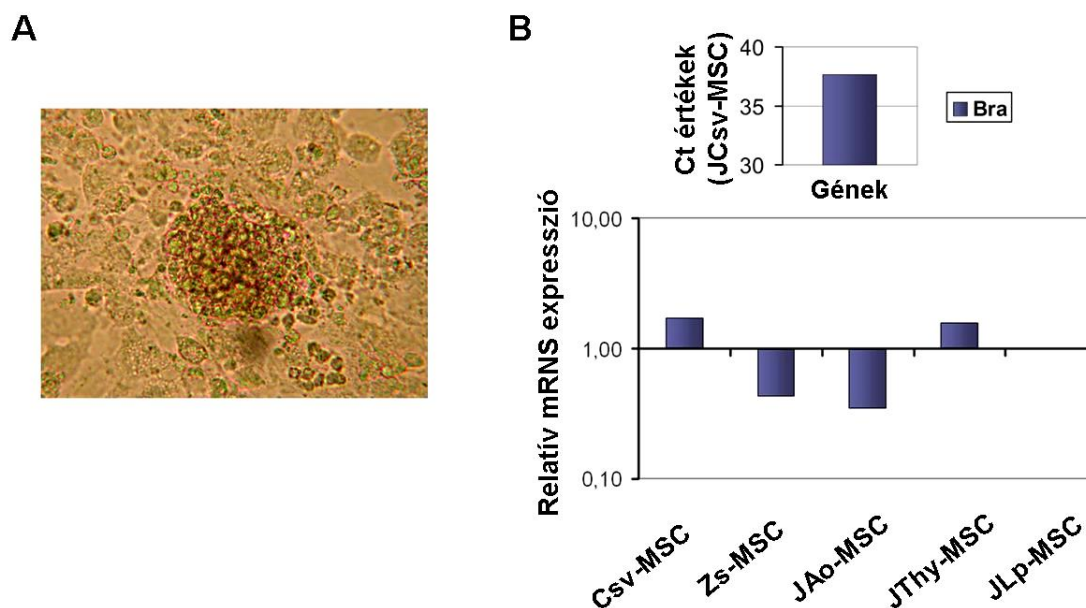 A
B
Ct értékek
(JCsv-MSC)
40
35
30
Gének
Bra
Relatív mRNS expresszió
10,00
1.00
0,10
Csv-MSC
Zs-MSC
JAo-MSC
JThy-MSC
JLp-MSC